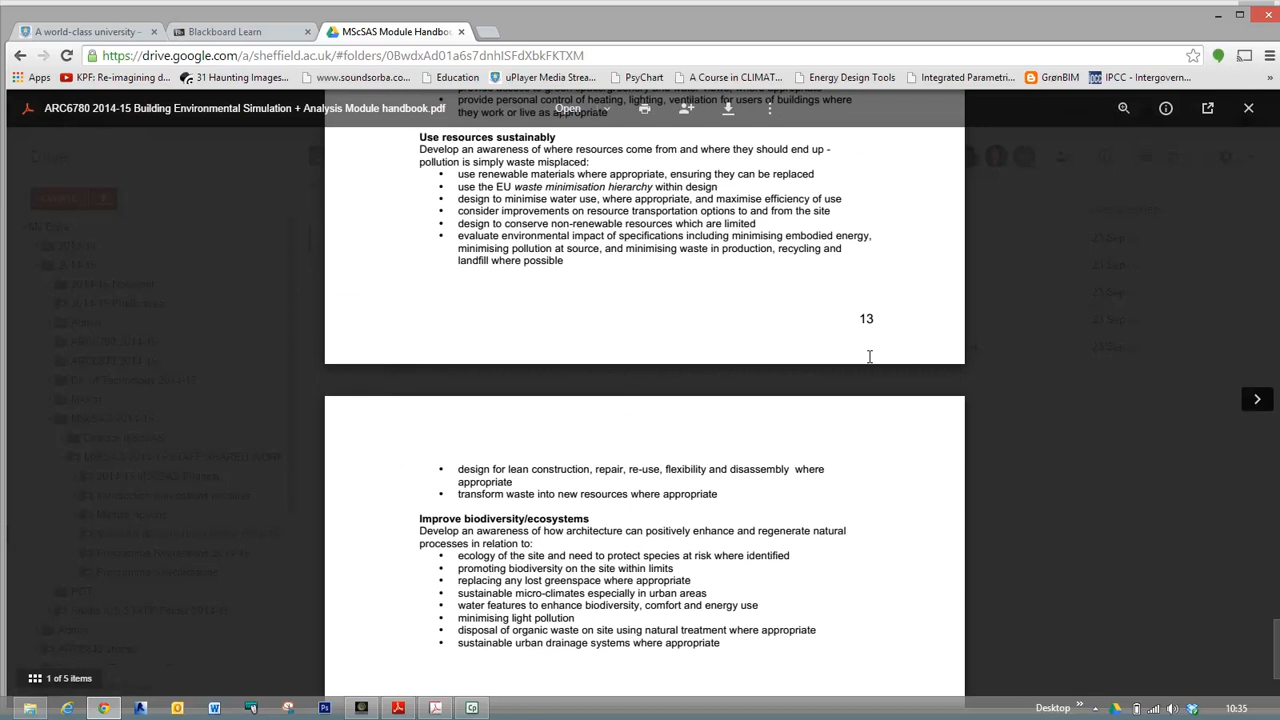 A world-class university -
Blackboard Learn
MScSAS Module Handbo
https://drive.google.com/a/sheffield.ac.uk/#folders/0BwdxAd01a6s7dnhISFdXbkFKTXM
Apps
KPF: Re-imagining d...
31 Haunting Images...
www.soundsorba.co...
Education
uPlayer Media Strea...
PsyChart
A Course in CLIMAT...
Energy Design Tools
Integrated Parametri...
GrønBIM
IPCC - Intergovern...
ARC6780 2014-15 Building Environmental Simulation + Analysis Module handbook.pdf
Open
provide personal control of heating, lighting, ventilation for users of buildings where
they work or live as appropriate
Use resources sustainably
Develop an awareness of where resources come from and where they should end up -
pollution is simply waste misplaced:
• use renewable materials where appropriate, ensuring they can be replaced
• use the EU waste minimisation hierarchy within design
• design to minimise water use, where appropriate, and maximise efficiency of use
• consider improvements on resource transportation options to and from the site
• design to conserve non-renewable resources which are limited
• evaluate environmental impact of specifications including minimising embodied energy,
minimising pollution at source, and minimising waste in production, recycling and
landfill where possible
13
• design for lean construction, repair, re-use, flexibility and disassembly where
appropriate
• transform waste into new resources where appropriate
Improve biodiversity/ecosystems
Develop an awareness of how architecture can positively enhance and regenerate natural
processes in relation to:
• ecology of the site and need to protect species at risk where identified
• promoting biodiversity on the site within limits
• replacing any lost greenspace where appropriate
• sustainable micro-climates especially in urban areas
• water features to enhance biodiversity, comfort and energy use
• minimising light pollution
• disposal of organic waste on site using natural treatment where appropriate
• sustainable urban drainage systems where appropriate
1 of 5 items
Desktop
10:35